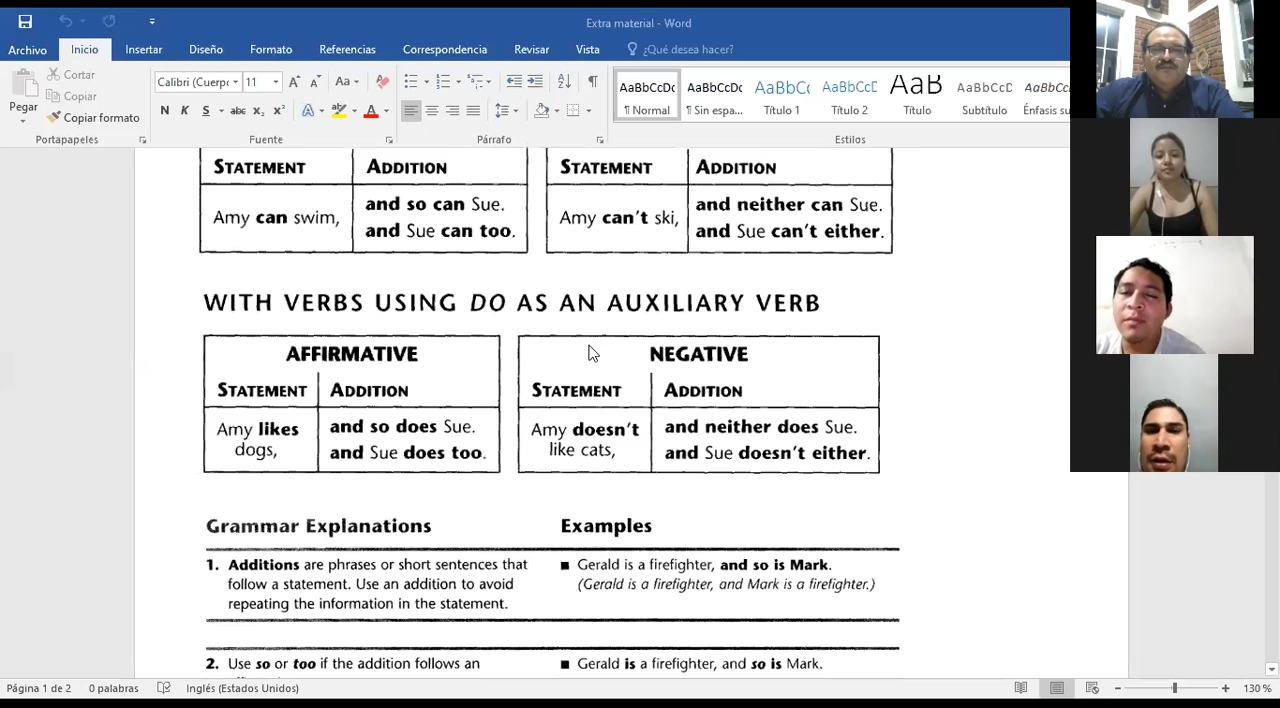 Extra material - Word
Archivo Inicio Insertar Diseño Formato Referencias Correspondencia Revisar Vista ¿Qué desea hacer?
Pegar
Cortar
Copiar
Copiar formato
Portapapeles
Calibri (Cuerpo 11
Aa
N K S abc x₂ x² A
Fuente
Párrafo
AaBbCcDc AaBbCcDc AaBbCc AaBbCcD AaB AaBbCcD AaBbCcDc
¶ Normal ¶ Sin espa... Título 1 Título 2 Título Subtítulo Énfasis su
Estilos
STATEMENT ADDITION
Amy can swim,
and so can Sue.
and Sue can too.
STATEMENT ADDITION
Amy can't ski,
and neither can Sue.
and Sue can't either.
WITH VERBS USING DO AS AN AUXILIARY VERB
AFFIRMATIVE
STATEMENT ADDITION
Amy likes
dogs,
and so does Sue.
and Sue does too.
NEGATIVE
STATEMENT ADDITION
Amy doesn't
like cats,
and neither does Sue.
and Sue doesn't either.
Grammar Explanations
Examples
1. Additions are phrases or short sentences that
follow a statement. Use an addition to avoid
repeating the information in the statement.
■ Gerald is a firefighter, and so is Mark.
(Gerald is a firefighter, and Mark is a firefighter.)
2. Use so or too if the addition follows an
■ Gerald is a firefighter, and so is Mark.
Página 1 de 2 0 palabras Inglés (Estados Unidos) 130 %